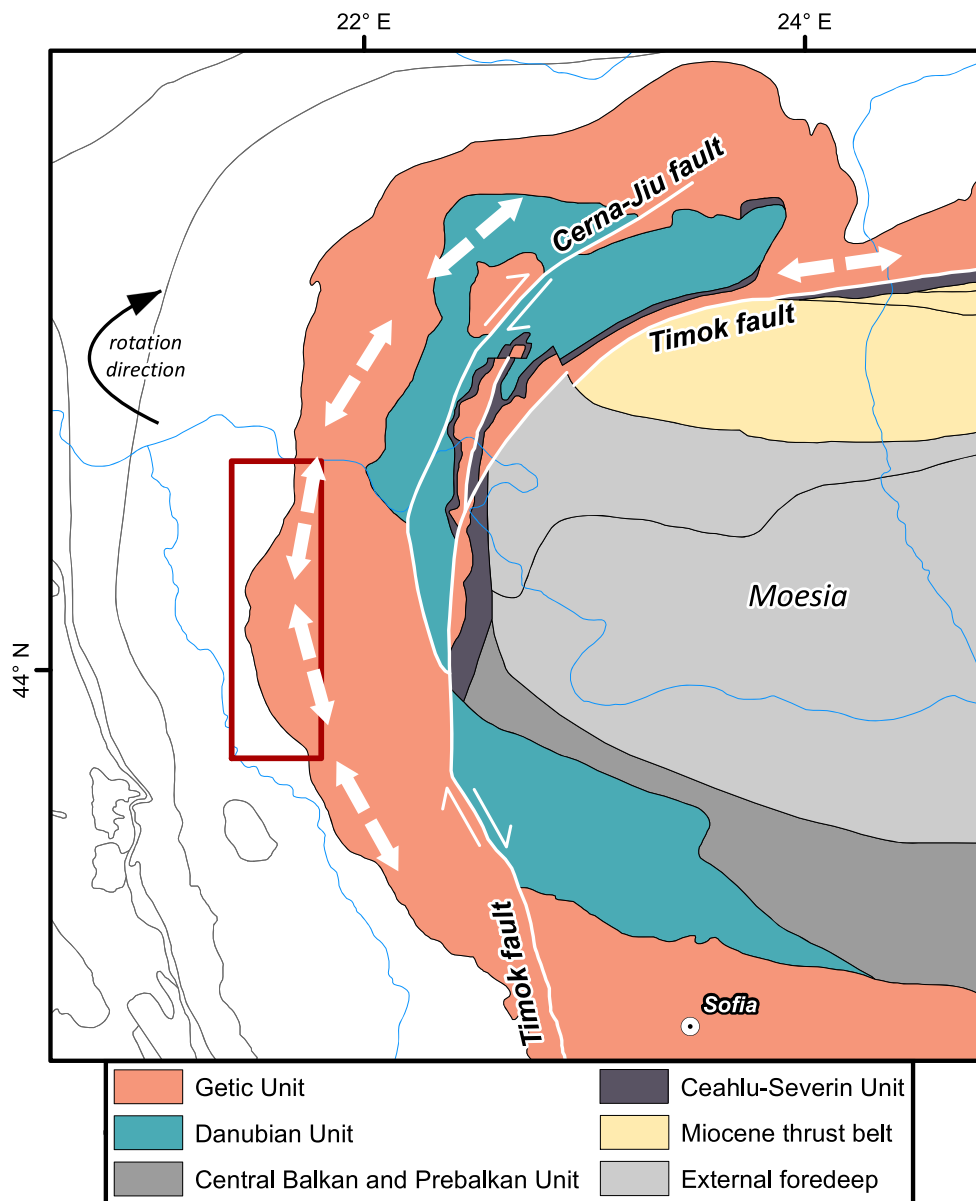 22° E
24° E
Cerna-Jiu fault
Timok fault
rotation
direction
Moesia
44° N
Timok fault
Sofia
Getic Unit
Ceahlu-Severin Unit
Danubian Unit
Miocene thrust belt
Central Balkan and Prebalkan Unit
External foredeep